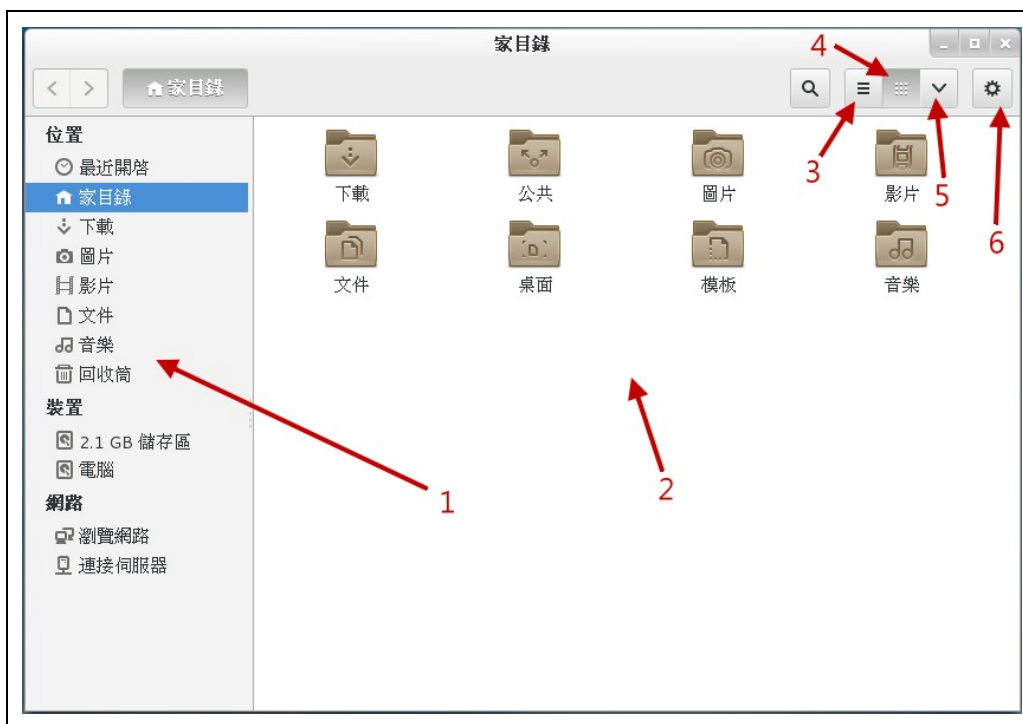 家目錄
4
家目錄
3
5
6
位置
最近開啓
家目錄
下載
圖片
影片
文件
音樂
回收筒
裝置
2.1 GB 儲存區
電腦
網路
瀏覽網路
連接伺服器
下載
公共
圖片
影片
文件
桌面
模板
音樂
1
2